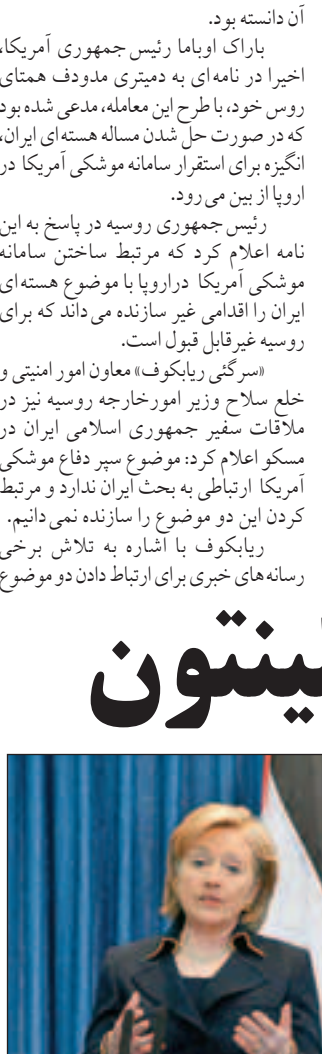 آن دانسته بود.
باراک اوباما رئیس جمهوری آمریکا،
اخیرا در نامه‌ای به دمیتری مدودف همتای
روس خود، با طرح این معامله، مدعی شده بود
که در صورت حل شدن مساله هسته‌ای ایران،
انگیزه برای استقرار سامانه موشکی آمریکا در
اروپا از بین می‌رود.
رئیس جمهوری روسیه در پاسخ به این
نامه اعلام کرد که مرتبط ساختن سامانه
موشکی آمریکا دراروپا با موضوع هسته‌ای
ایران را اقدامی غیر سازنده می‌داند که برای
روسیه غیرقابل قبول است.
«سرگئی ریابکوف» معاون امور امنیتی و
خلع سلاح وزیر امورخارجه روسیه نیز در
ملاقات سفیر جمهوری اسلامی ایران در
مسکو اعلام کرد: موضوع سپر دفاع موشکی
آمریکا ارتباطی به بحث ایران ندارد و مرتبط
کردن این دو موضوع را سازنده نمی‌دانیم.
ریابکوف با اشاره به تلاش برخی
رسانه‌های خبری برای ارتباط دادن دو موضوع
لینتون